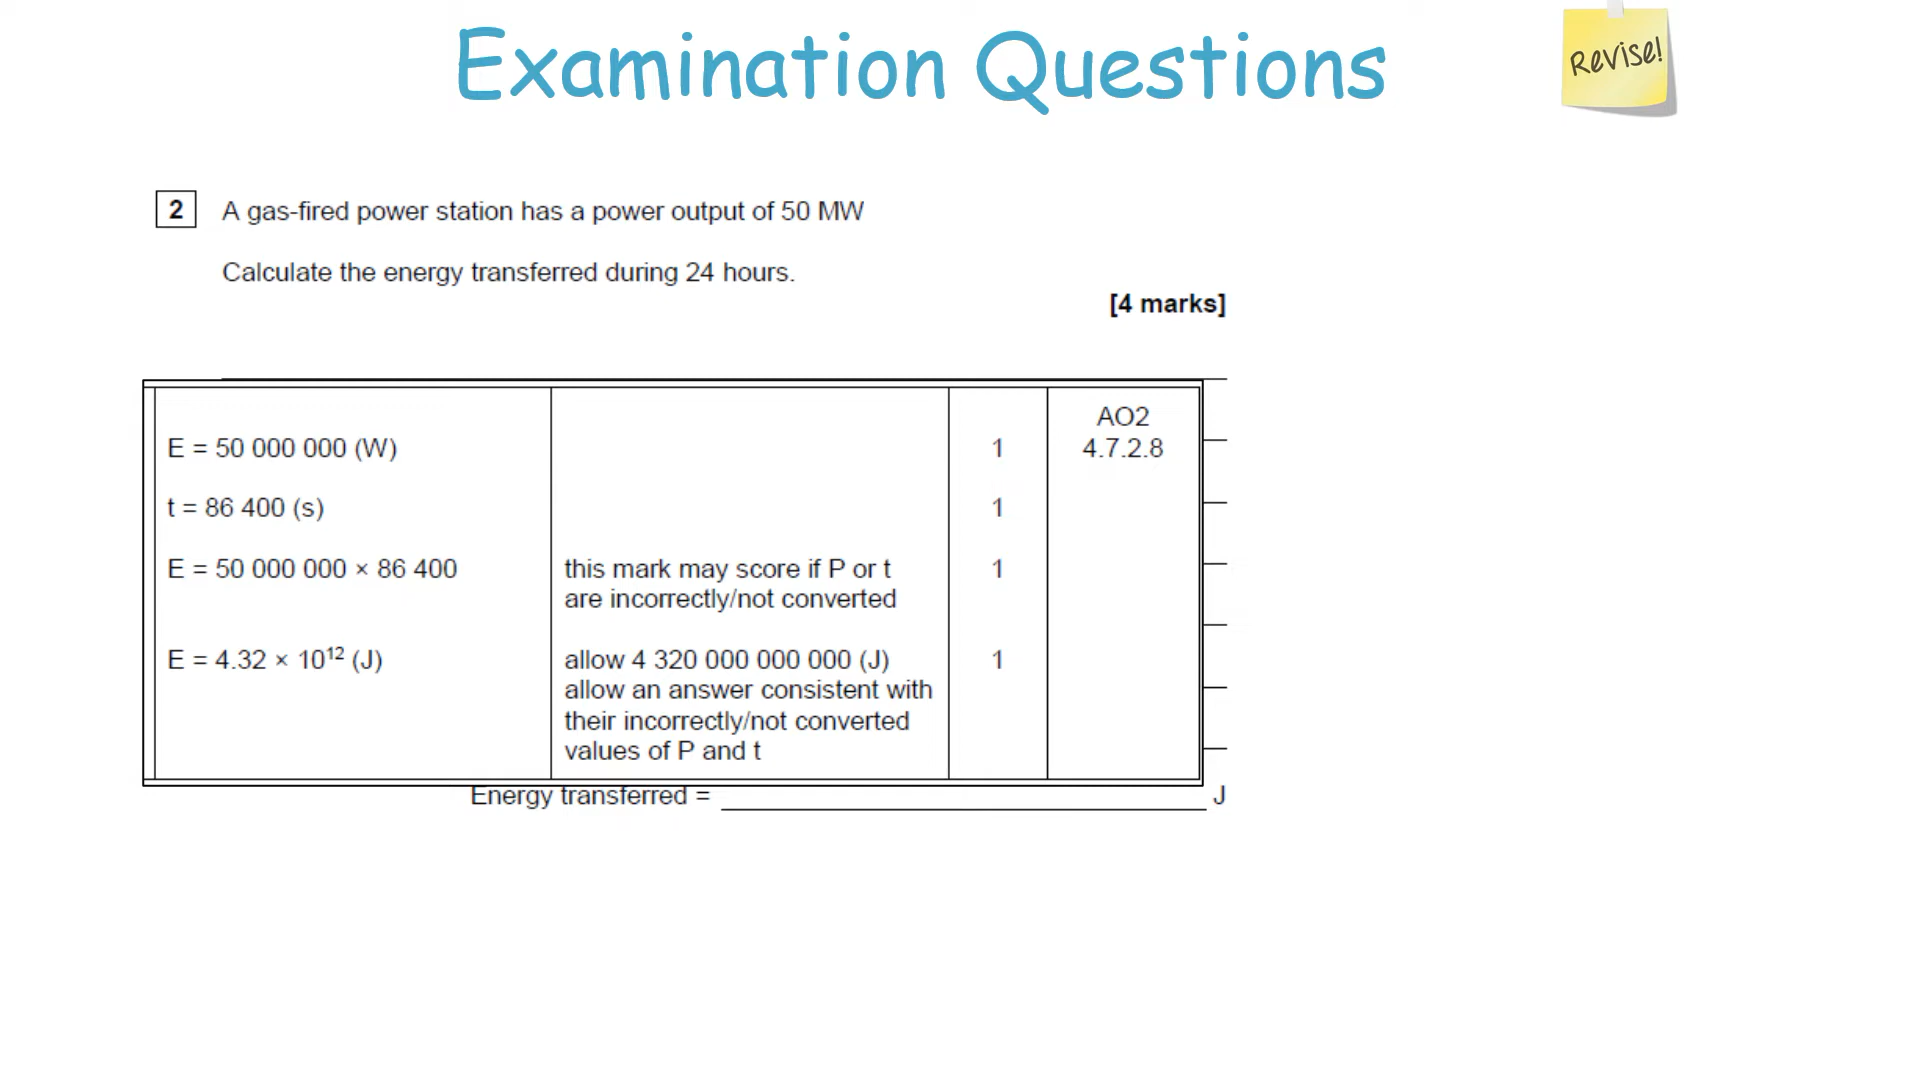 Examination Questions
Revise!
2 A gas-fired power station has a power output of 50 MW
Calculate the energy transferred during 24 hours.
[4 marks]
AO2
E = 50 000 000 (W) 1 4.7.2.8
t = 86 400 (s) 1
E = 50 000 000 × 86 400 this mark may score if P or t 1
are incorrectly/not converted
E = 4.32 × 10¹² (J) allow 4 320 000 000 000 (J) 1
allow an answer consistent with
their incorrectly/not converted
values of P and t
Energy transferred = ____ J